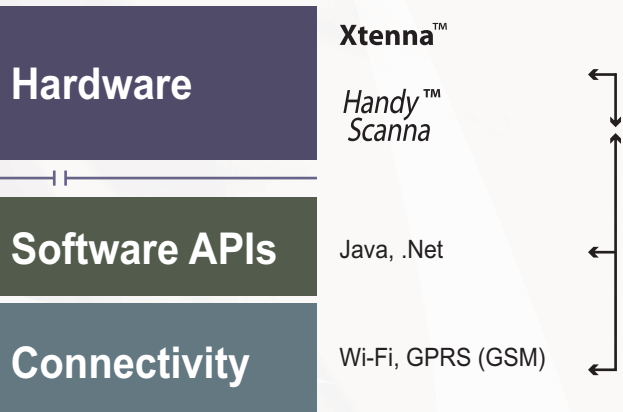 Hardware
Xtenna™
Handy™
Scanna
Software APIs
Java, .Net
Connectivity
Wi-Fi, GPRS (GSM)